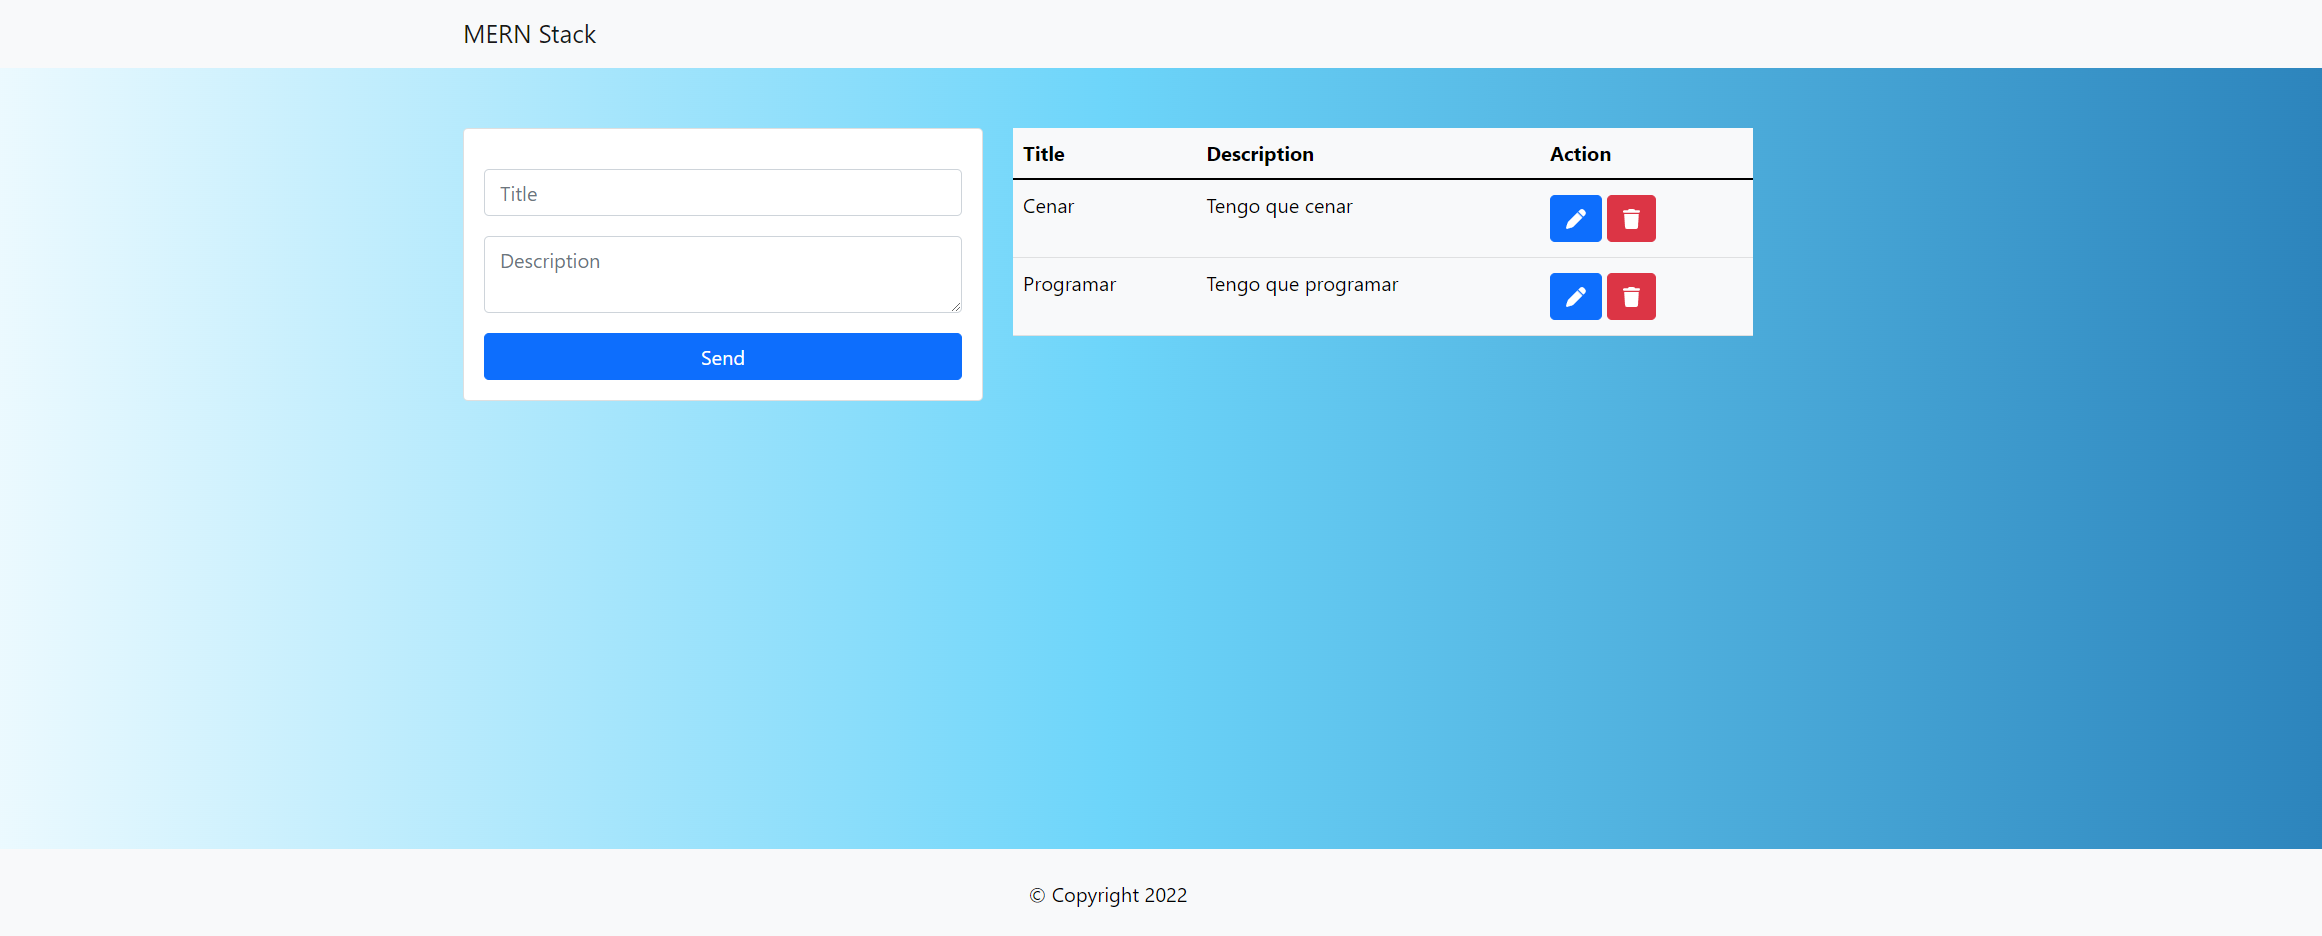 MERN Stack
Title
Description
Send
Title Description Action
Cenar Tengo que cenar
Programar Tengo que programar
© Copyright 2022